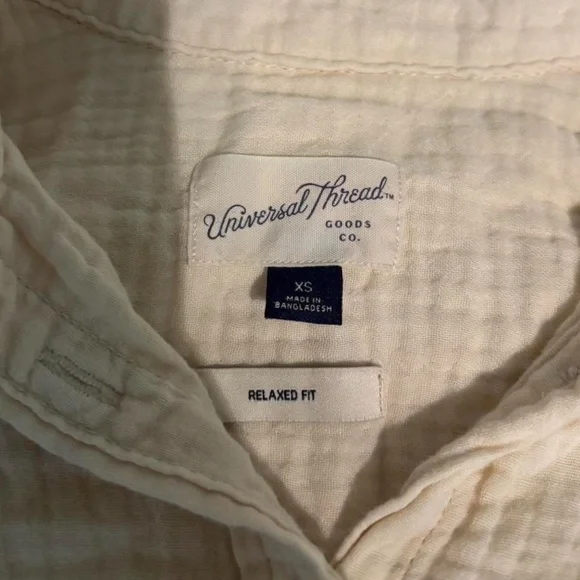 Universal Thread™
GOODS
CO.
XS
MADE IN
BANGLADESH
RELAXED FIT